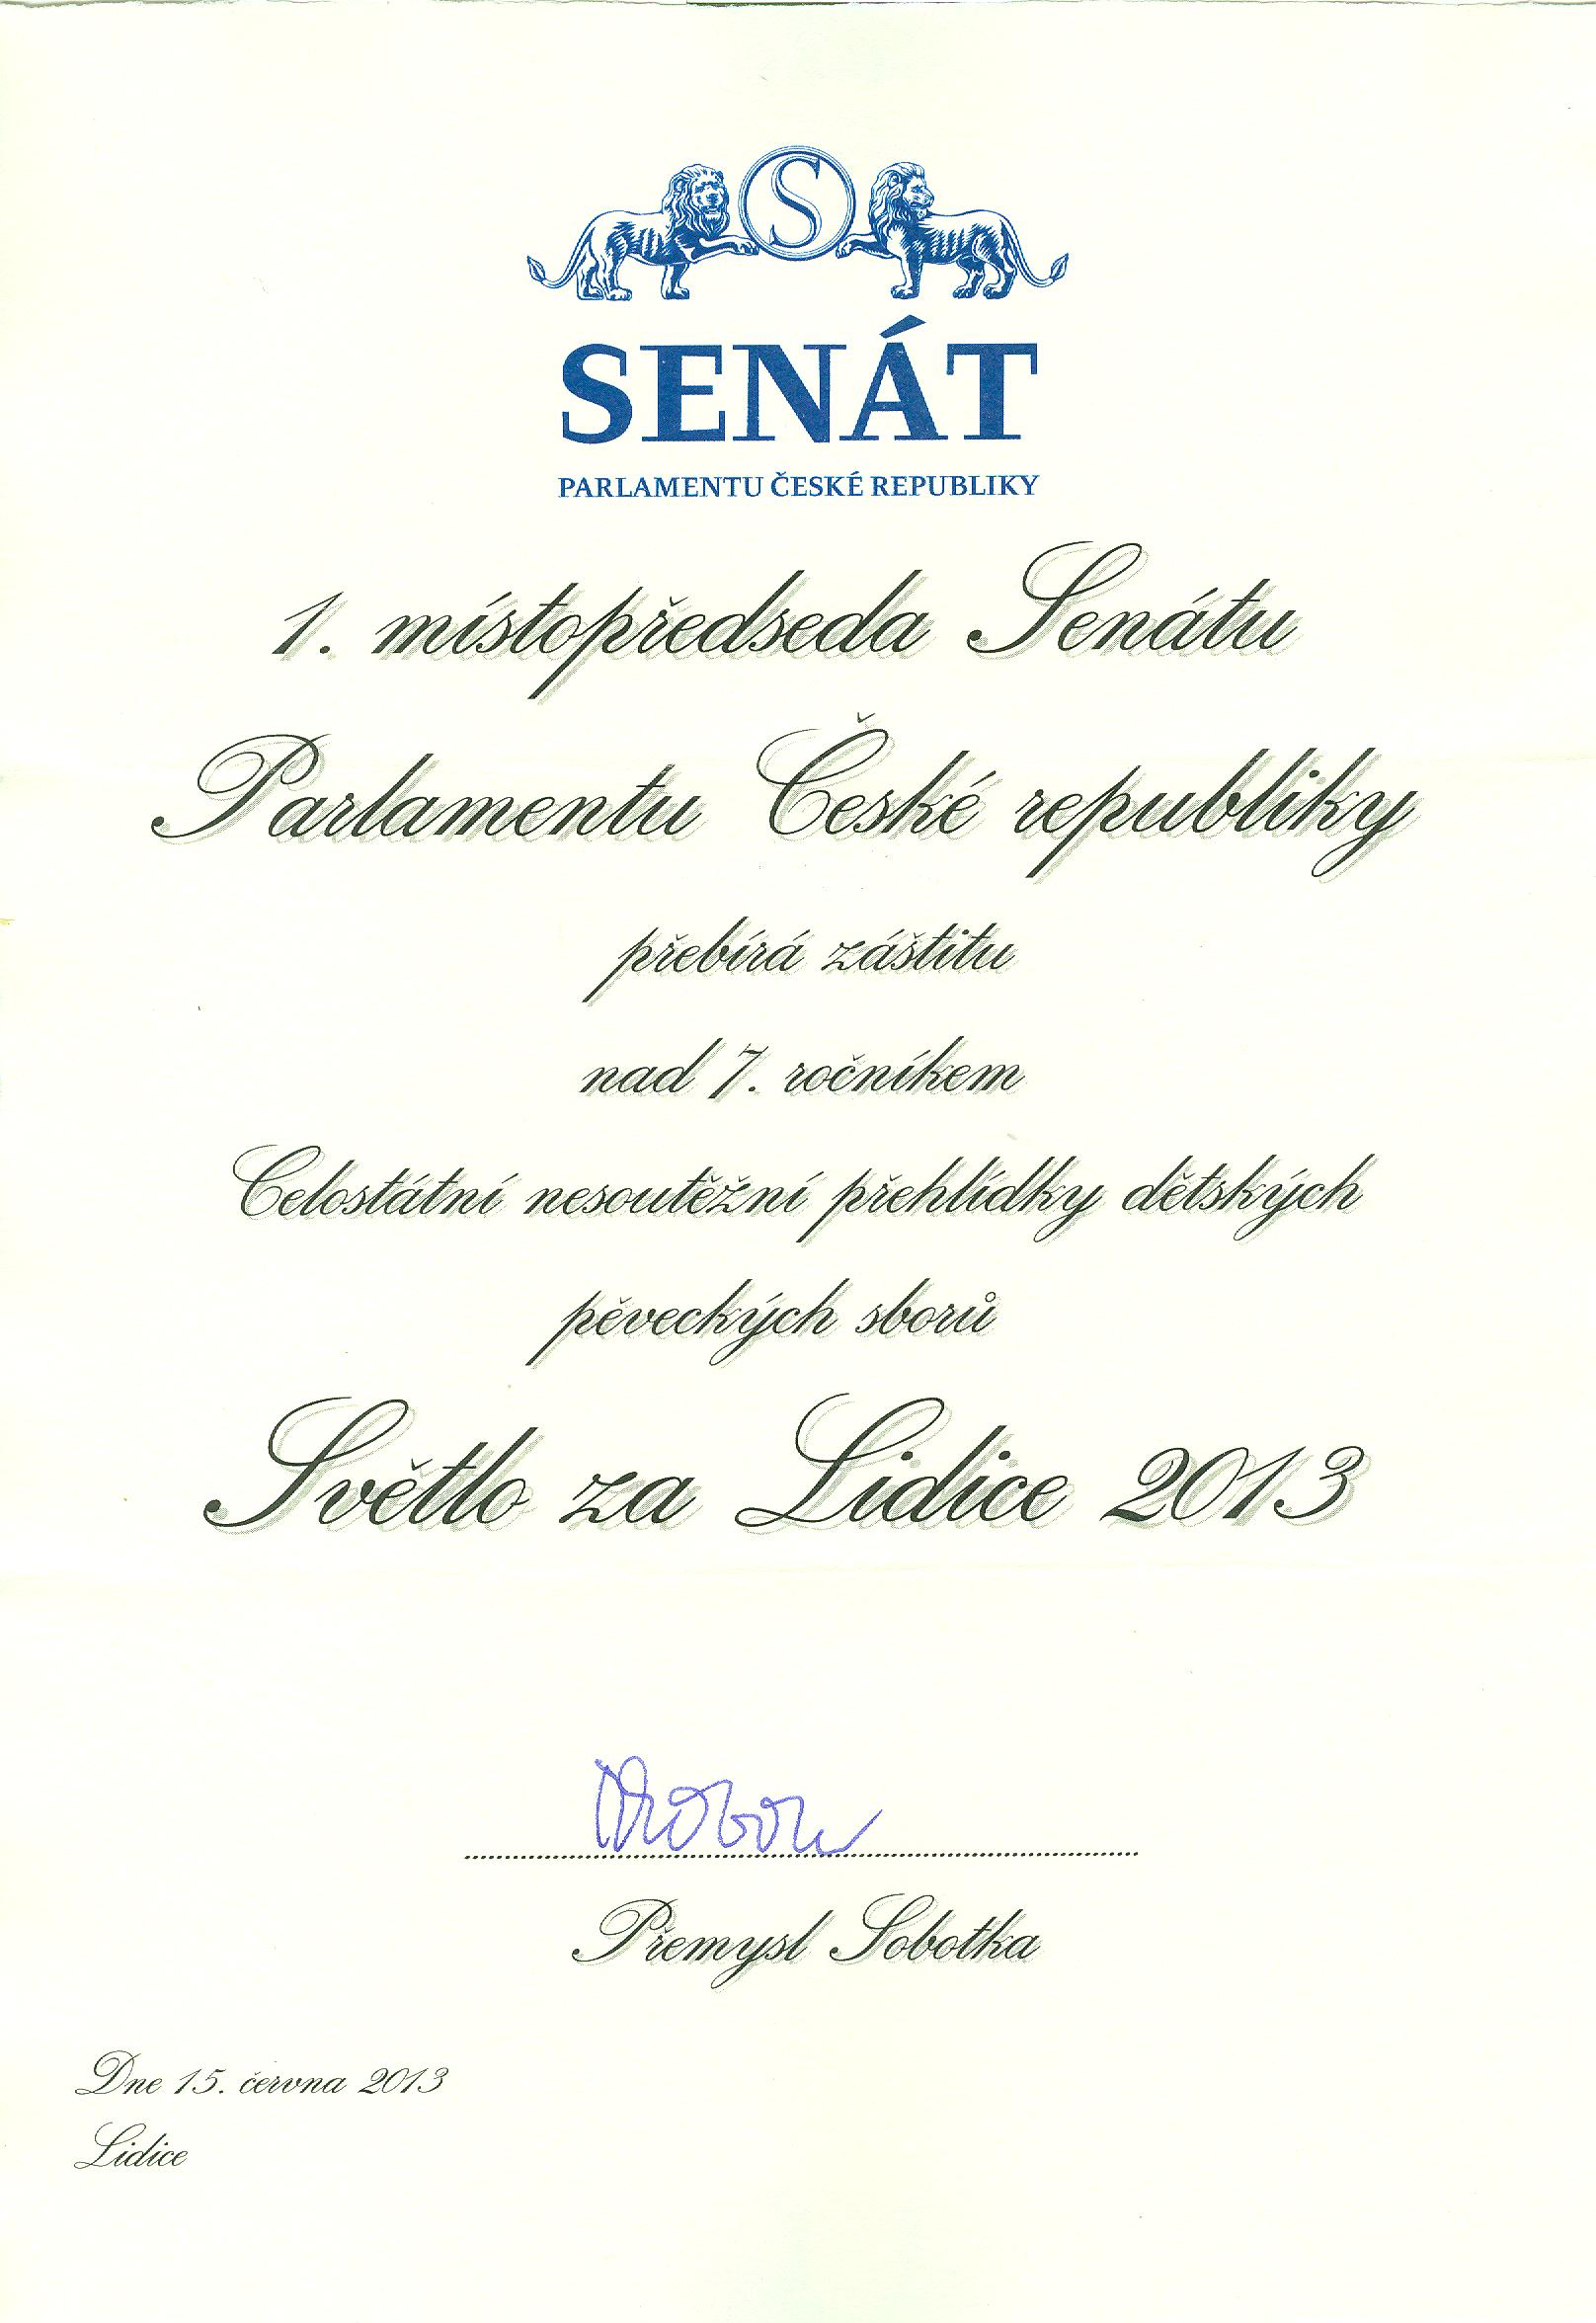 S
SENÁT
PARLAMENTU ČESKÉ REPUBLIKY
1. místopředseda Senátu
Parlamentu České republiky
přebírá záštitu
nad 7. ročníkem
Celostátní nesoutěžní přehlídky dětských
pěveckých sborů
Světlo za Lidice 2013
Přemysl Sobotka
Dne 15. června 2013
Lidice